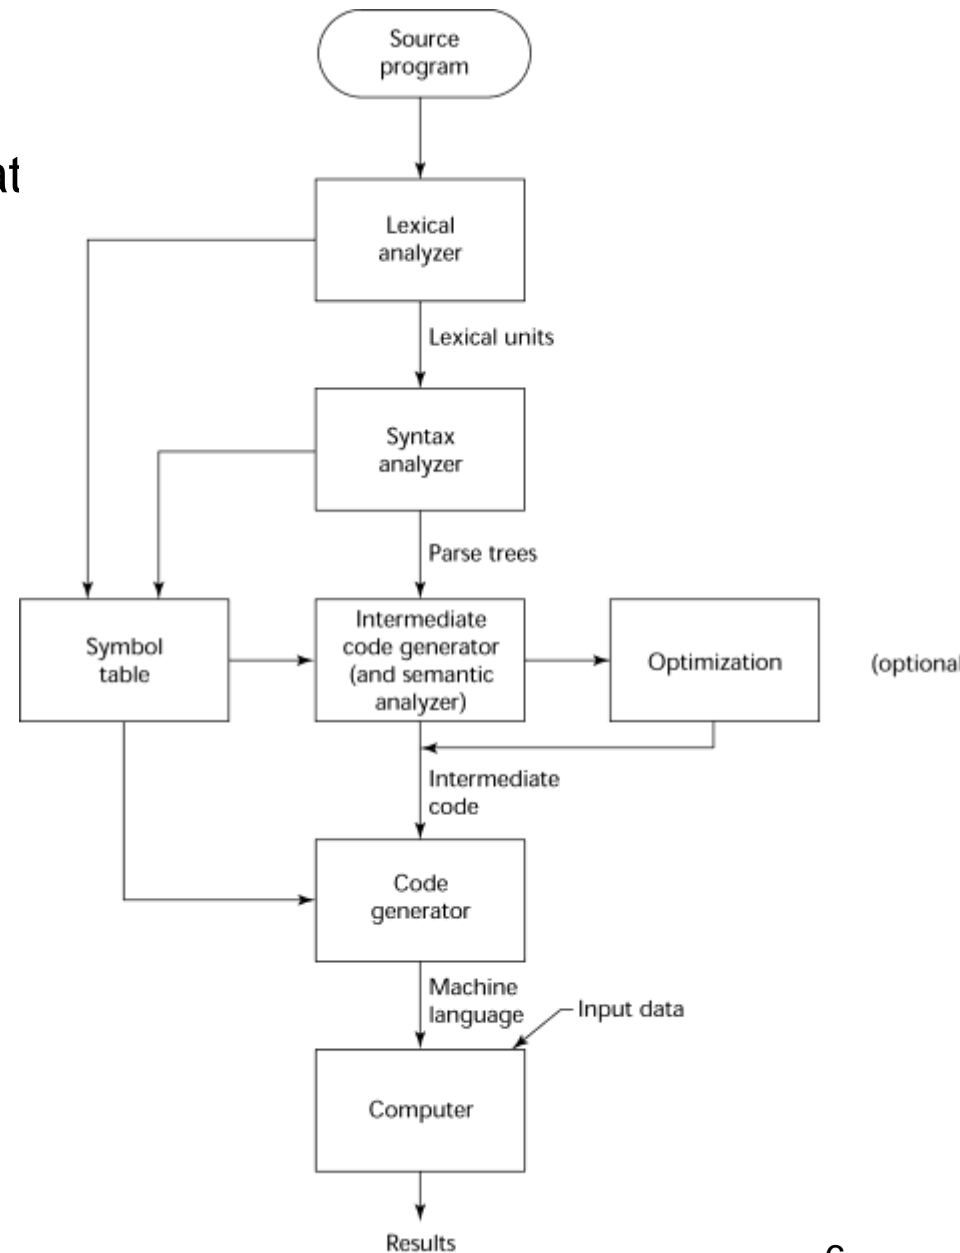 Source
program
at
Lexical
analyzer
Lexical units
Syntax
analyzer
Parse trees
Symbol
table
Intermediate
code generator
(and semantic
analyzer)
Optimization
(optional
Intermediate
code
Code
generator
Machine
language
Input data
Computer
Results